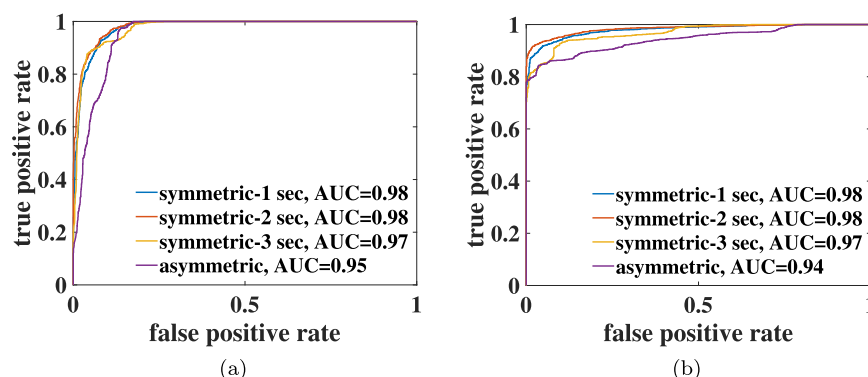 1
0.8
0.6
0.4
0.2
0
true positive rate
symmetric-1 sec, AUC=0.98
symmetric-2 sec, AUC=0.98
symmetric-3 sec, AUC=0.97
asymmetric, AUC=0.95
0 0.5 1
false positive rate
(a)
1
0.8
0.6
0.4
0.2
0
true positive rate
symmetric-1 sec, AUC=0.98
symmetric-2 sec, AUC=0.98
symmetric-3 sec, AUC=0.97
asymmetric, AUC=0.94
0 0.5 1
false positive rate
(b)